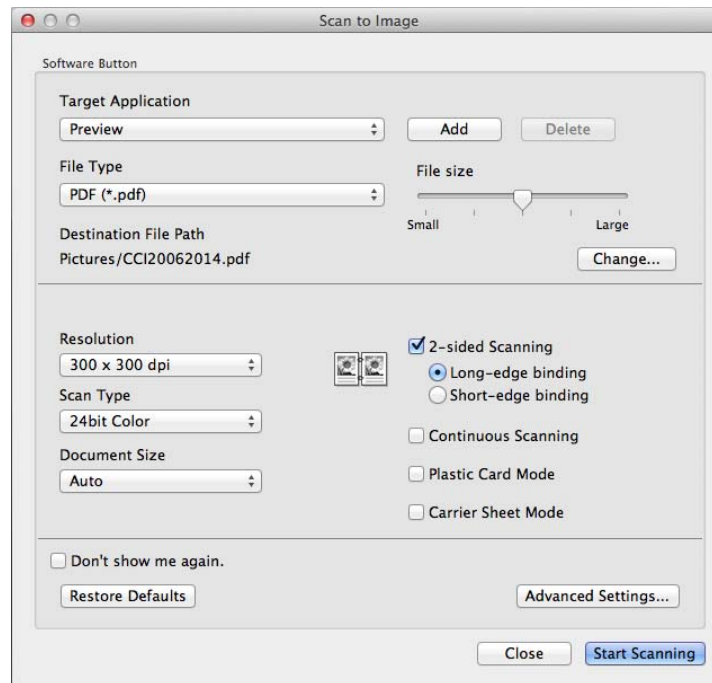 Scan to Image
Software Button
Target Application
Preview
Add
Delete
File Type
PDF (*.pdf)
File size
Small
Large
Destination File Path
Pictures/CCI20062014.pdf
Change...
Resolution
300 x 300 dpi
Scan Type
24bit Color
Document Size
Auto
2-sided Scanning
Long-edge binding
Short-edge binding
Continuous Scanning
Plastic Card Mode
Carrier Sheet Mode
Don't show me again.
Restore Defaults
Advanced Settings...
Close
Start Scanning